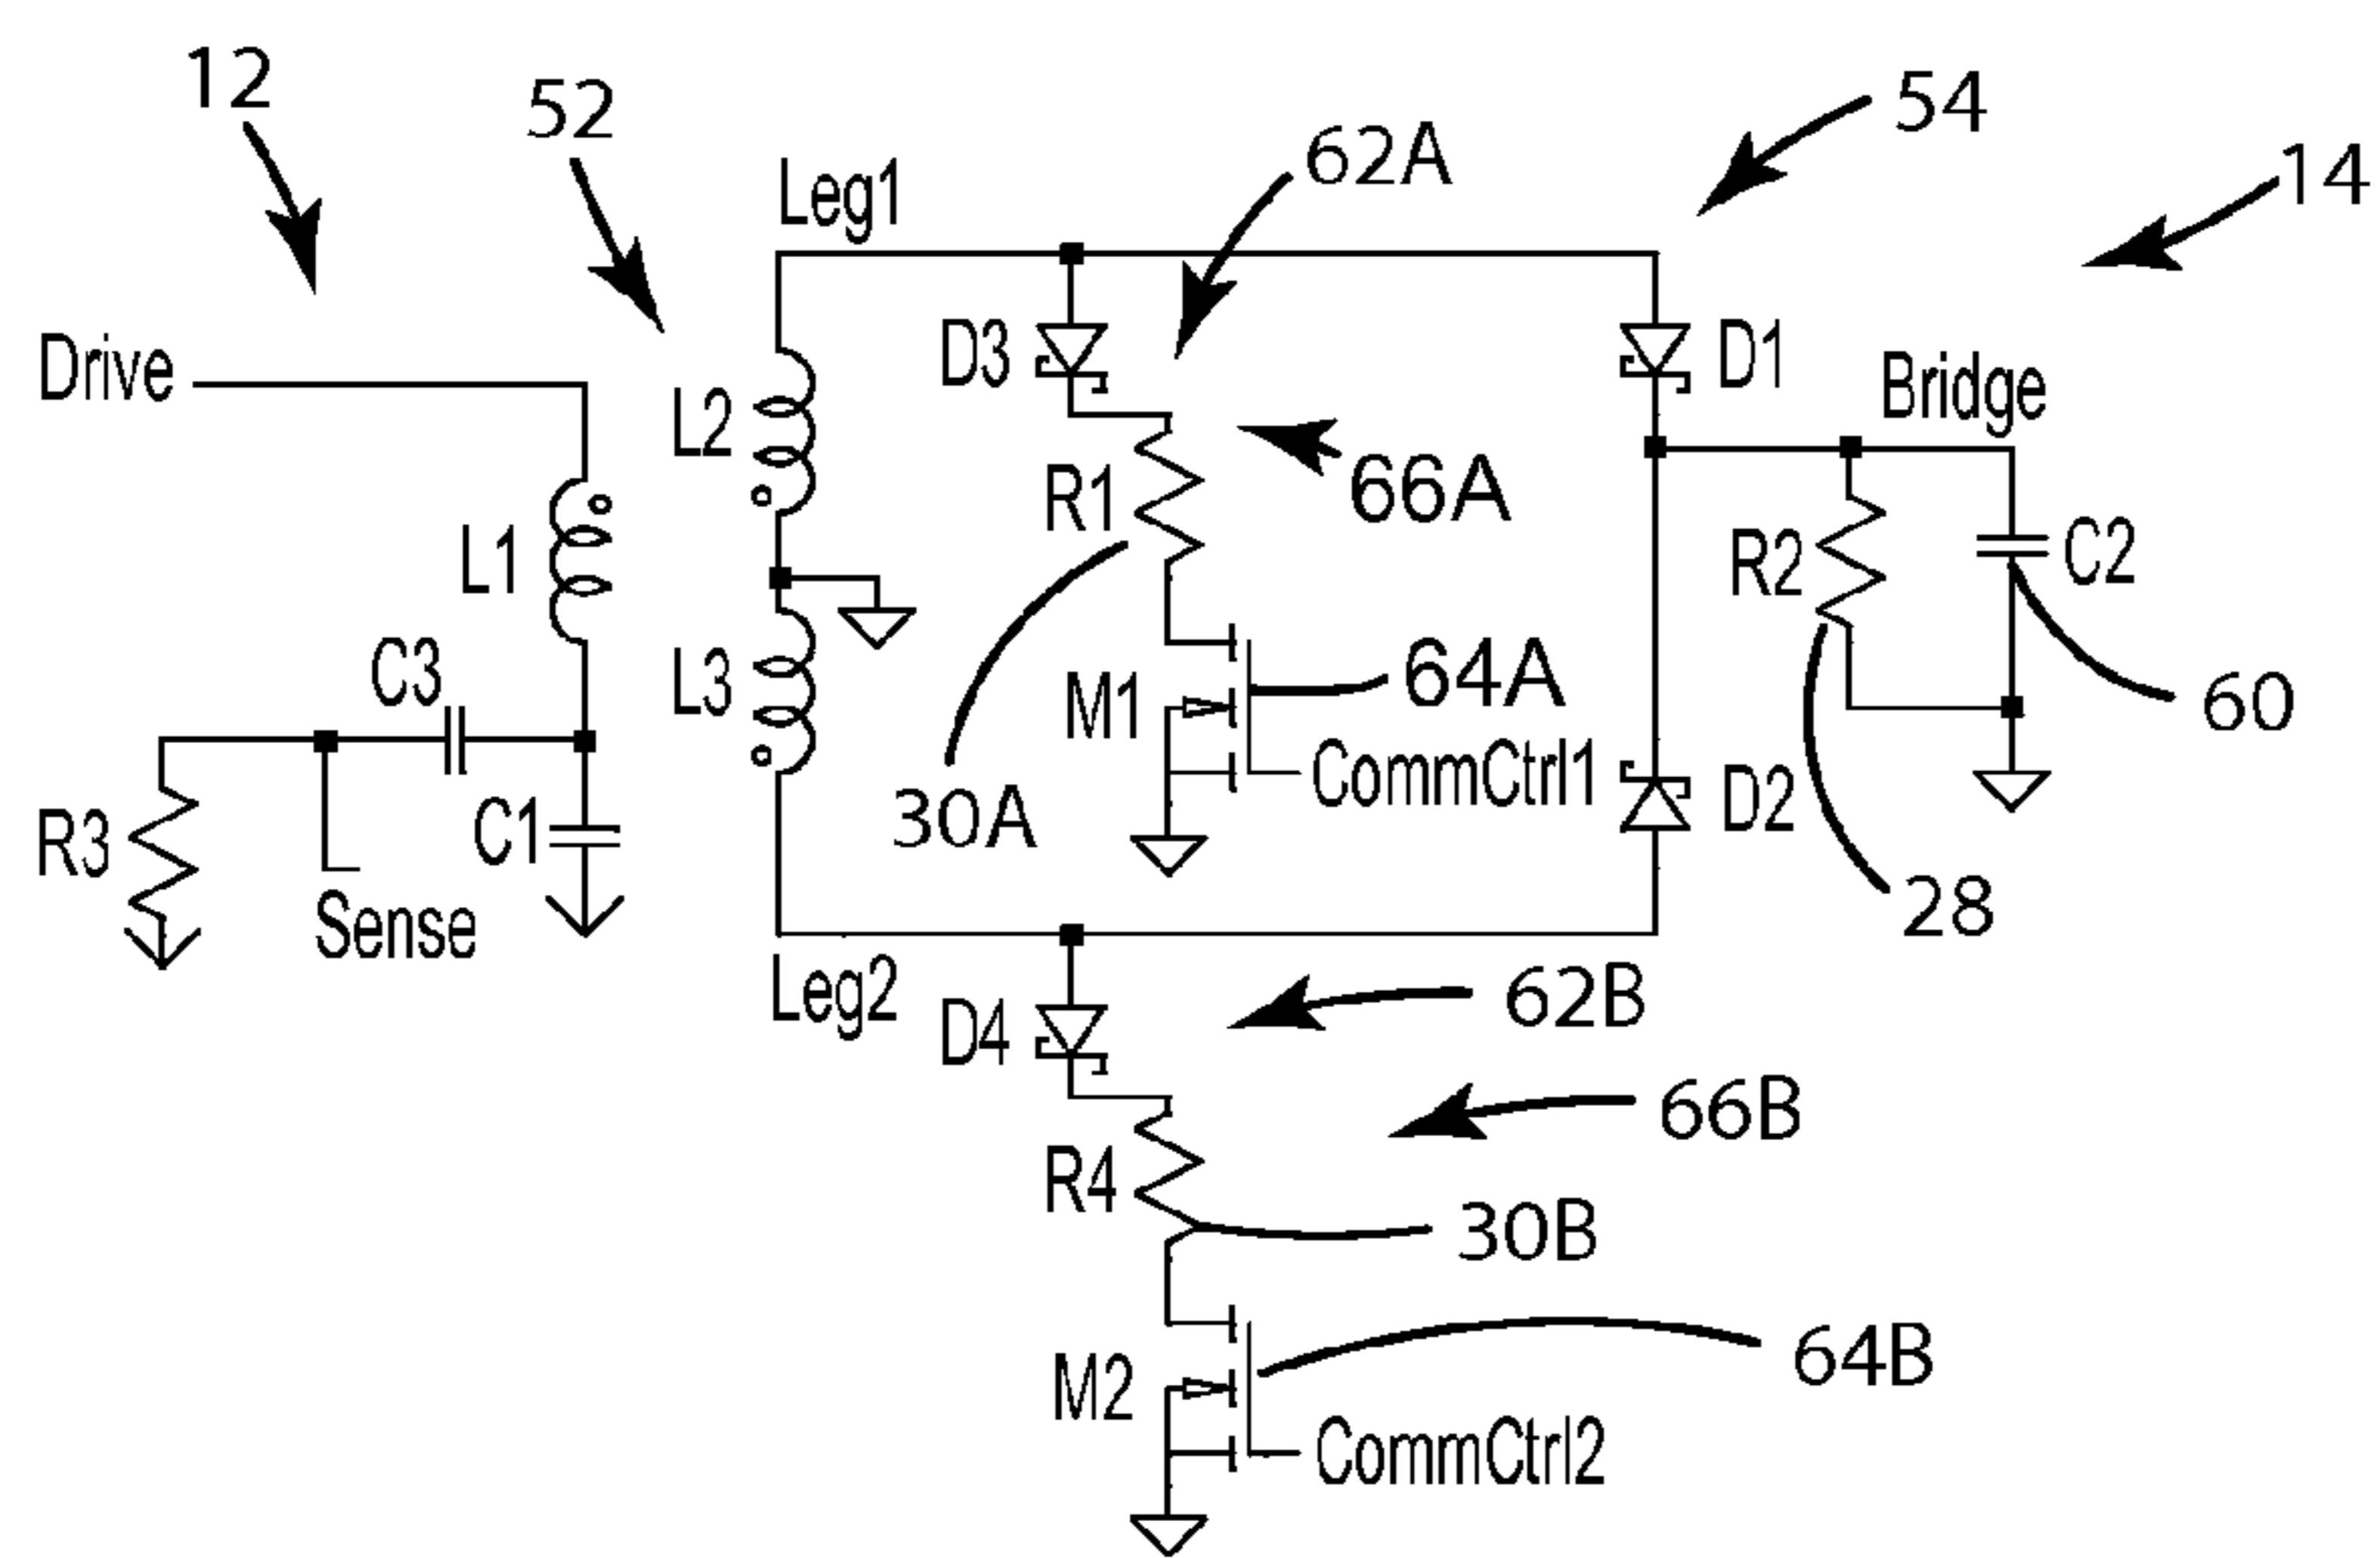 12
52
54
14
62A
Leg1
Drive
D3
D1
Bridge
L2
66A
R1
L1
R2
C2
C3
L3
M1
64A
60
CommCtrl1
D2
R3
C1
30A
28
Sense
Leg2
62B
D4
66B
R4
30B
M2
64B
CommCtrl2